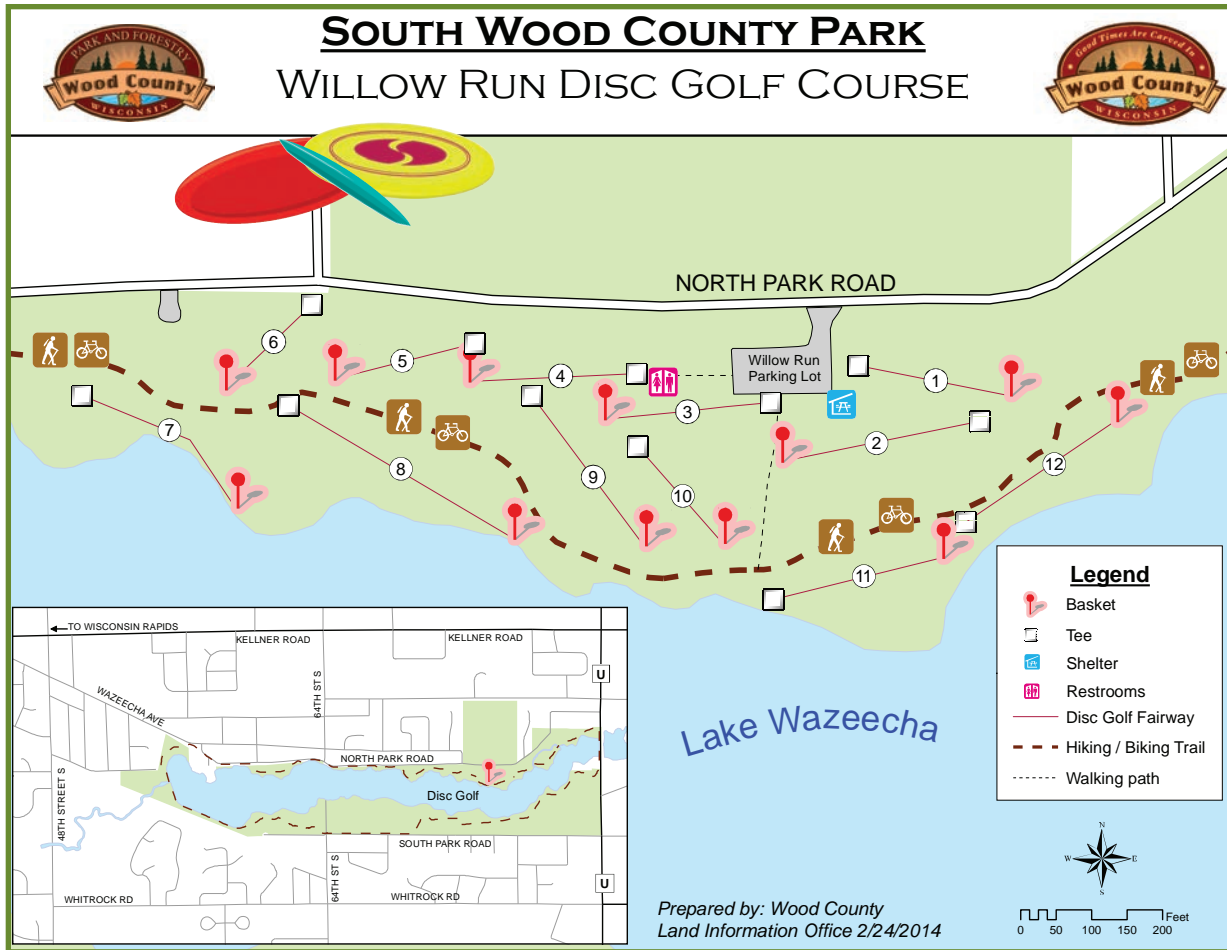 SOUTH WOOD COUNTY PARK
WILLOW RUN DISC GOLF COURSE
PARK AND FORESTRY
Wood County
WISCONSIN
Good Times Are Carved In
Wood County
WISCONSIN
NORTH PARK ROAD
Willow Run
Parking Lot
6
5
4
3
1
2
7
8
9
10
12
11
Legend
Basket
Tee
Shelter
Restrooms
Disc Golf Fairway
Hiking / Biking Trail
Walking path
Lake Wazeecha
N
W
E
S
0 50 100 150 200
Feet
Prepared by: Wood County
Land Information Office 2/24/2014
TO WISCONSIN RAPIDS
KELLNER ROAD
KELLNER ROAD
U
WAZEECHA AVE
64TH ST S
NORTH PARK ROAD
Disc Golf
48TH STREET S
SOUTH PARK ROAD
64TH ST S
U
WHITROCK RD
WHITROCK RD